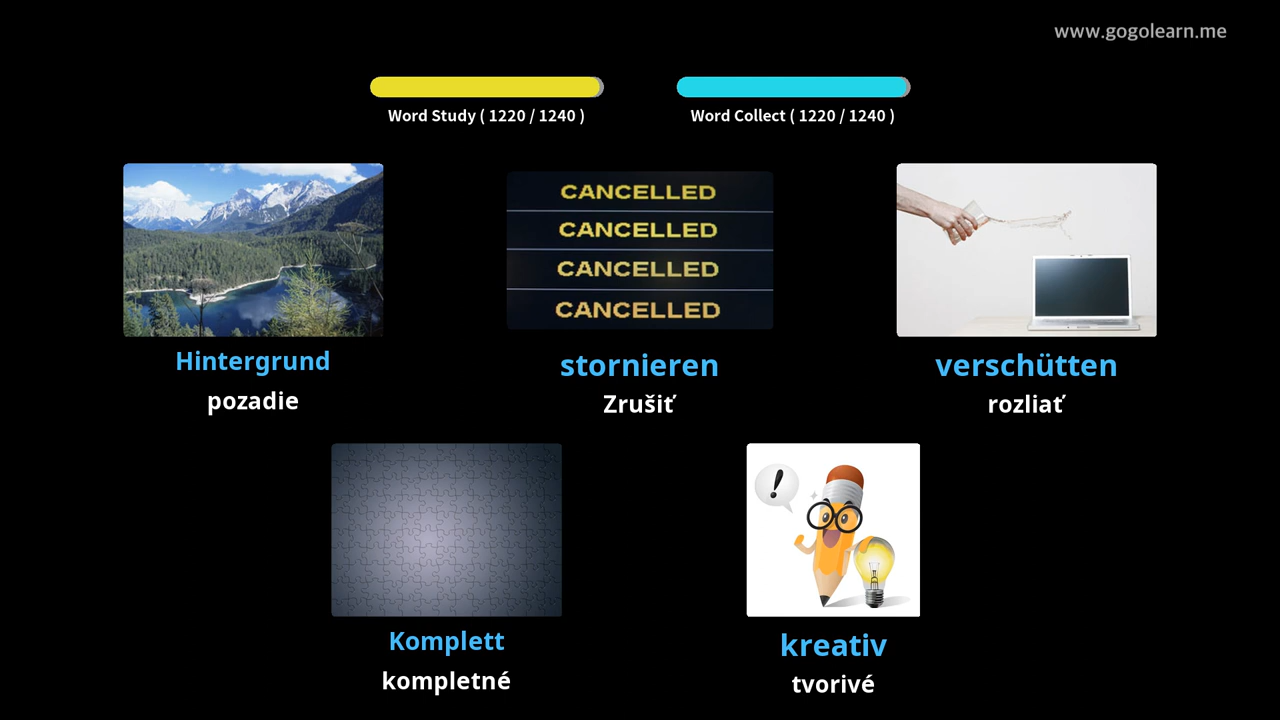 www.gogolearn.me
Word Study ( 1220 / 1240 )
Word Collect ( 1220 / 1240 )
CANCELLED
CANCELLED
CANCELLED
CANCELLED
Hintergrund
pozadie
stornieren
Zrušiť
verschütten
rozliať
!
Komplett
kompletné
kreativ
tvorivé